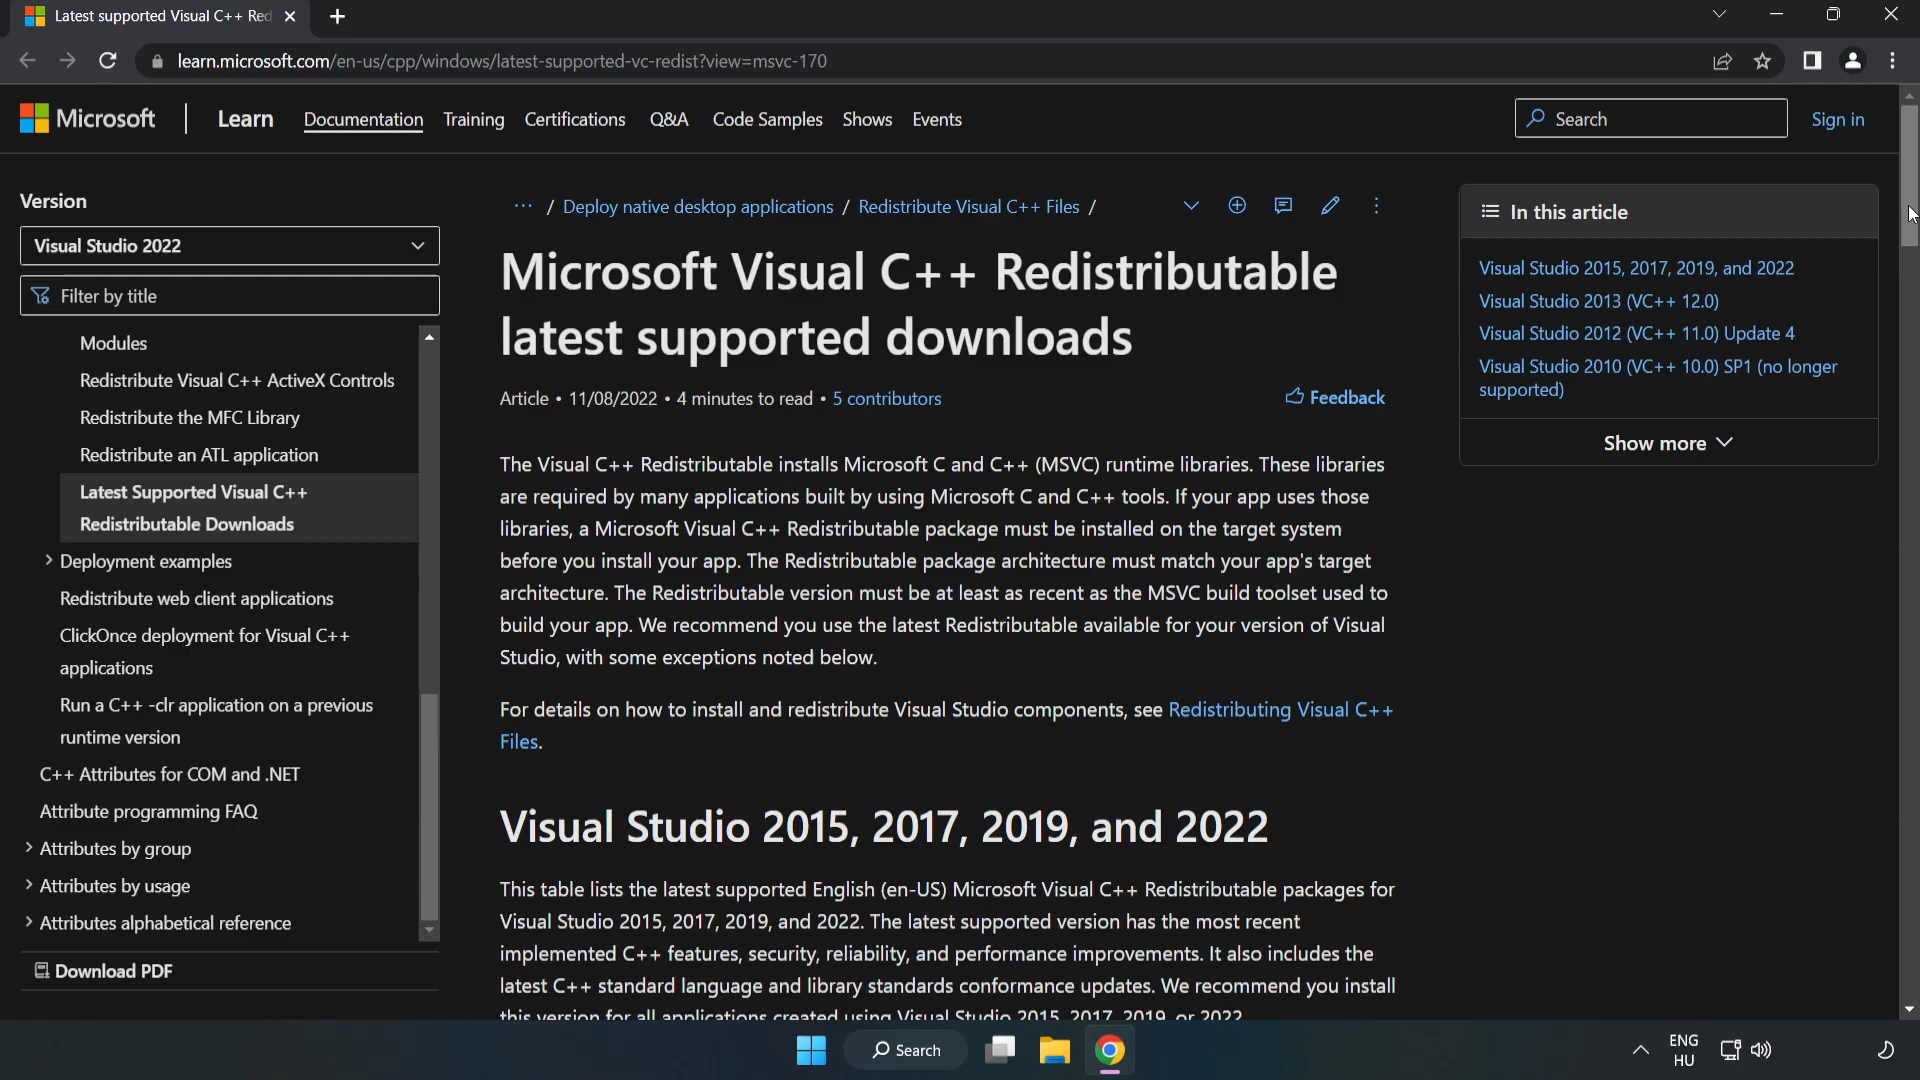 Latest supported Visual C++ Red
learn.microsoft.com/en-us/cpp/windows/latest-supported-vc-redist?view=msvc-170
Microsoft
Learn
Documentation
Training
Certifications
Q&A
Code Samples
Shows
Events
Search
Sign in
Version
Visual Studio 2022
Filter by title
Modules
Redistribute Visual C++ ActiveX Controls
Redistribute the MFC Library
Redistribute an ATL application
Latest Supported Visual C++
Redistributable Downloads
Deployment examples
Redistribute web client applications
ClickOnce deployment for Visual C++
applications
Run a C++ -clr application on a previous
runtime version
C++ Attributes for COM and .NET
Attribute programming FAQ
Attributes by group
Attributes by usage
Attributes alphabetical reference
Download PDF
... / Deploy native desktop applications / Redistribute Visual C++ Files /
Microsoft Visual C++ Redistributable
latest supported downloads
Article • 11/08/2022 • 4 minutes to read • 5 contributors
Feedback
The Visual C++ Redistributable installs Microsoft C and C++ (MSVC) runtime libraries. These libraries
are required by many applications built by using Microsoft C and C++ tools. If your app uses those
libraries, a Microsoft Visual C++ Redistributable package must be installed on the target system
before you install your app. The Redistributable package architecture must match your app's target
architecture. The Redistributable version must be at least as recent as the MSVC build toolset used to
build your app. We recommend you use the latest Redistributable available for your version of Visual
Studio, with some exceptions noted below.
For details on how to install and redistribute Visual Studio components, see Redistributing Visual C++
Files.
Visual Studio 2015, 2017, 2019, and 2022
This table lists the latest supported English (en-US) Microsoft Visual C++ Redistributable packages for
Visual Studio 2015, 2017, 2019, and 2022. The latest supported version has the most recent
implemented C++ features, security, reliability, and performance improvements. It also includes the
latest C++ standard language and library standards conformance updates. We recommend you install
this version for all applications created using Visual Studio 2015, 2017, 2019, or 2022.
In this article
Visual Studio 2015, 2017, 2019, and 2022
Visual Studio 2013 (VC++ 12.0)
Visual Studio 2012 (VC++ 11.0) Update 4
Visual Studio 2010 (VC++ 10.0) SP1 (no longer
supported)
Show more
Search
ENG
HU